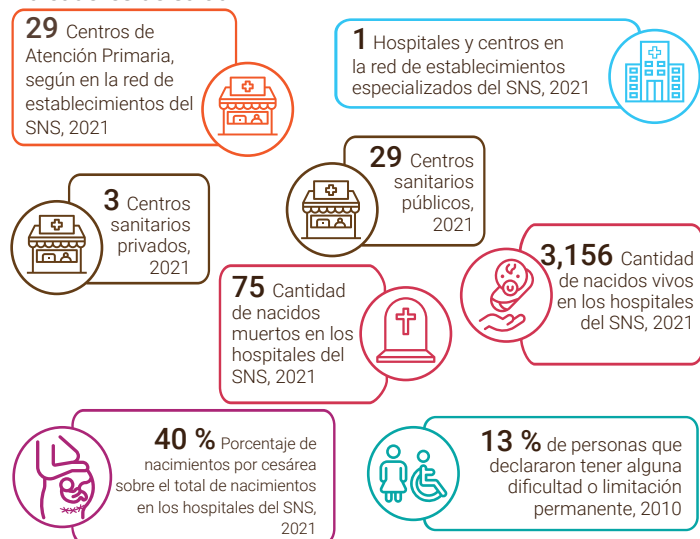 29 Centros de
Atención Primaria,
según en la red de
establecimientos del
SNS, 2021
1 Hospitales y centros en
la red de establecimientos
especializados del SNS, 2021
3 Centros
sanitarios
privados,
2021
29 Centros
sanitarios
públicos,
2021
75 Cantidad
de nacidos
muertos en los
hospitales del
SNS, 2021
3,156 Cantidad
de nacidos vivos
en los hospitales
del SNS, 2021
40 % Porcentaje de
nacimientos por cesárea
sobre el total de nacimientos
en los hospitales del SNS,
2021
13 % de personas que
declararon tener alguna
dificultad o limitación
permanente, 2010